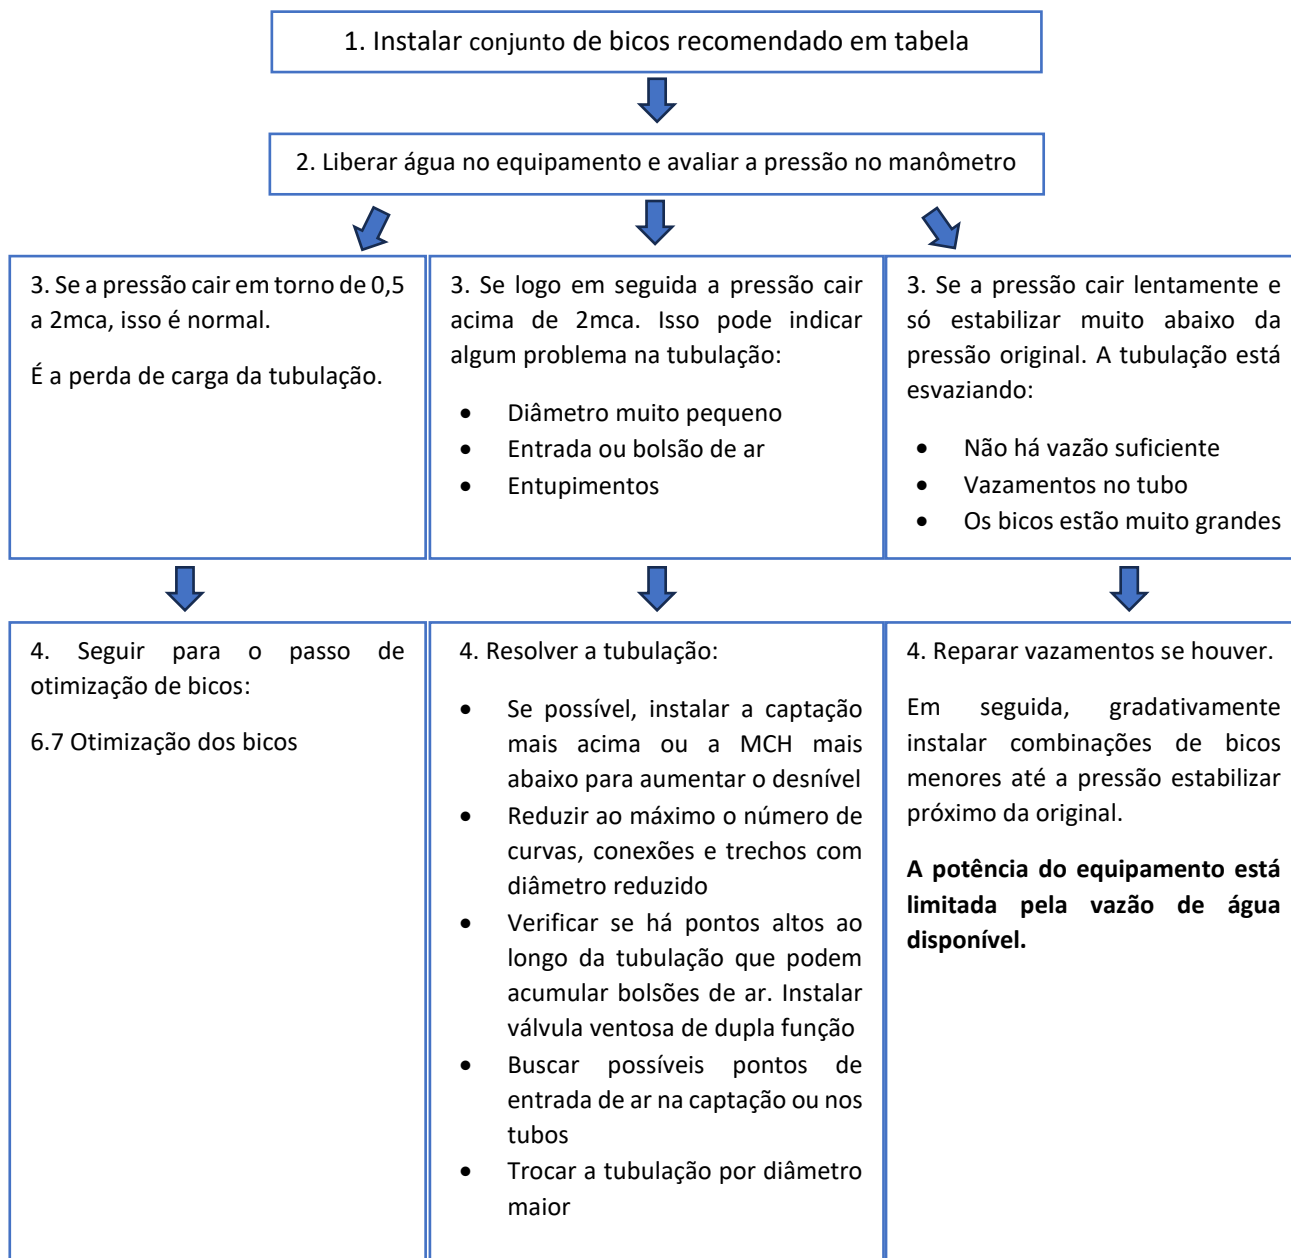 1. Instalar conjunto de bicos recomendado em tabela
2. Liberar água no equipamento e avaliar a pressão no manômetro
3. Se a pressão cair em torno de 0,5
a 2mca, isso é normal.
É a perda de carga da tubulação.
3. Se logo em seguida a pressão cair
acima de 2mca. Isso pode indicar
algum problema na tubulação:
• Diâmetro muito pequeno
• Entrada ou bolsão de ar
• Entupimentos
3. Se a pressão cair lentamente e
só estabilizar muito abaixo da
pressão original. A tubulação está
esvaziando:
• Não há vazão suficiente
• Vazamentos no tubo
• Os bicos estão muito grandes
4. Seguir para o passo de
otimização de bicos:
6.7 Otimização dos bicos
4. Resolver a tubulação:
• Se possível, instalar a captação
mais acima ou a MCH mais
abaixo para aumentar o desnível
• Reduzir ao máximo o número de
curvas, conexões e trechos com
diâmetro reduzido
• Verificar se há pontos altos ao
longo da tubulação que podem
acumular bolsões de ar. Instalar
válvula ventosa de dupla função
• Buscar possíveis pontos de
entrada de ar na captação ou nos
tubos
• Trocar a tubulação por diâmetro
maior
4. Reparar vazamentos se houver.
Em seguida, gradativamente
instalar combinações de bicos
menores até a pressão estabilizar
próximo da original.
A potência do equipamento está
limitada pela vazão de água
disponível.